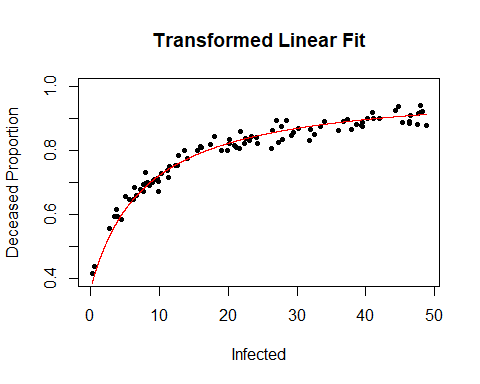 Transformed Linear Fit
Deceased Proportion
1.0
0.8
0.6
0.4
0 10 20 30 40 50
Infected